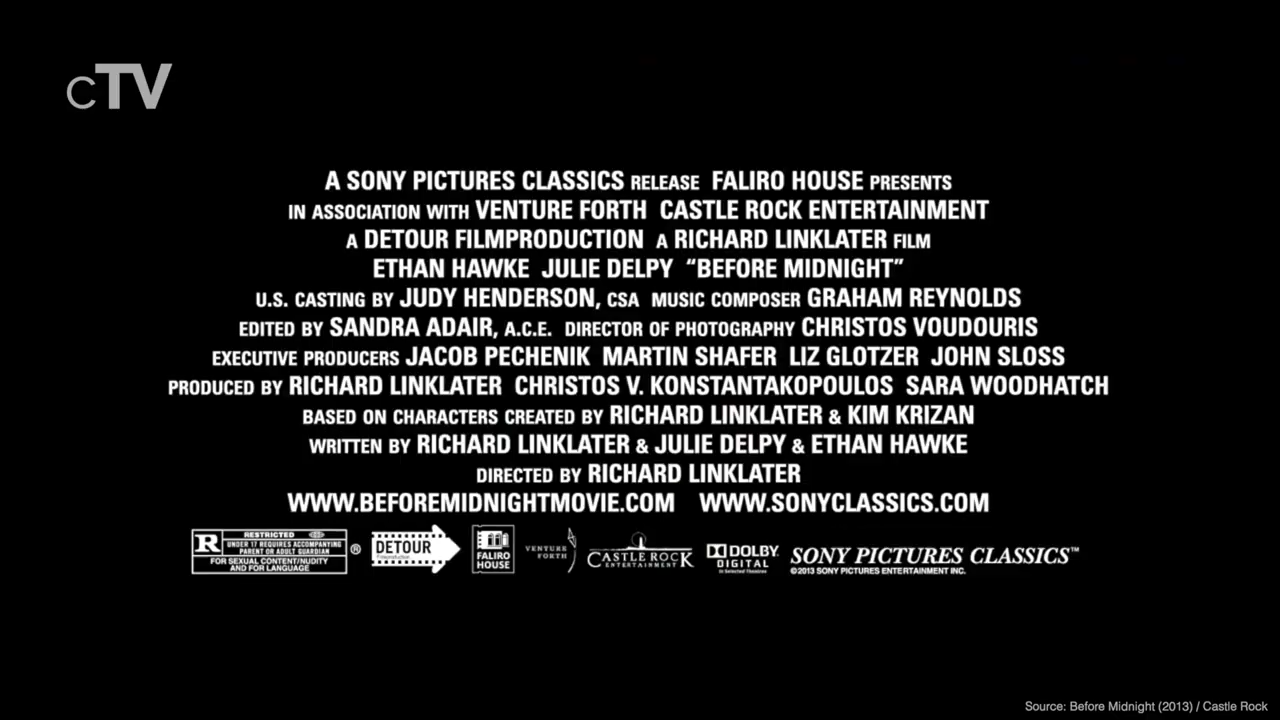 cTV
A SONY PICTURES CLASSICS RELEASE FALIRO HOUSE PRESENTS
IN ASSOCIATION WITH VENTURE FORTH CASTLE ROCK ENTERTAINMENT
A DETOUR FILMPRODUCTION A RICHARD LINKLATER FILM
ETHAN HAWKE JULIE DELPY “BEFORE MIDNIGHT”
U.S. CASTING BY JUDY HENDERSON, CSA MUSIC COMPOSER GRAHAM REYNOLDS
EDITED BY SANDRA ADAIR, A.C.E. DIRECTOR OF PHOTOGRAPHY CHRISTOS VOUDOURIS
EXECUTIVE PRODUCERS JACOB PECHENIK MARTIN SHAFER LIZ GLOTZER JOHN SLOSS
PRODUCED BY RICHARD LINKLATER CHRISTOS V. KONSTANTAKOPOULOS SARA WOODHATCH
BASED ON CHARACTERS CREATED BY RICHARD LINKLATER & KIM KRIZAN
WRITTEN BY RICHARD LINKLATER & JULIE DELPY & ETHAN HAWKE
DIRECTED BY RICHARD LINKLATER
WWW.BEFOREMIDNIGHTMOVIE.COM WWW.SONYCLASSICS.COM
R
RESTRICTED
UNDER 17 REQUIRES ACCOMPANYING
PARENT OR ADULT GUARDIAN
FOR SEXUAL CONTENT/NUDITY
AND FOR LANGUAGE
®
DETOUR
filmproduction
FALIRO
HOUSE
VENTURE
FORTH
CASTLE ROCK
ENTERTAINMENT
DOLBY
DIGITAL
In Selected Theatres
SONY PICTURES CLASSICS™
©2013 SONY PICTURES ENTERTAINMENT INC.
Source: Before Midnight (2013) / Castle Rock